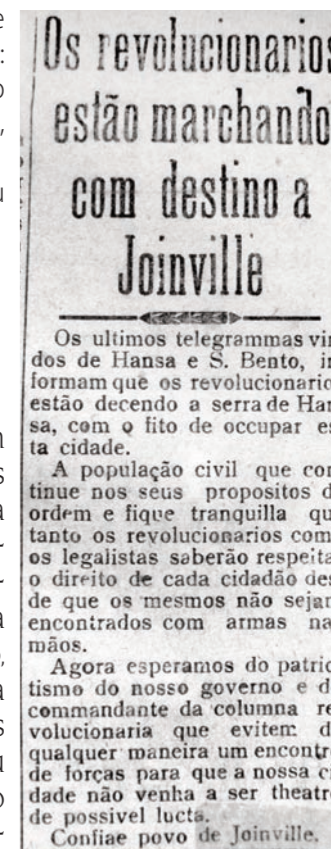 Os revolucionarios
estão marchando
com destino a
Joinville
Os ultimos telegrammas vin
dos de Hansa e S. Bento, in
formam que os revolucionario
estão decendo a serra de Han
sa, com o fito de occupar es
ta cidade.
A população civil que con
tinue nos seus propositos d
ordem e fique tranquilla qu
tanto os revolucionarios com
os legalistas saberão respeita
o direito de cada cidadão des
de que os mesmos não sejam
encontrados com armas na
mãos.
Agora esperamos do patrio
tismo do nosso governo e d
commandante da columna re
volucionaria que evitem d
qualquer maneira um encontro
de forças para que a nossa ci
dade não venha a ser theatro
de possivel lucta.
Confiae povo de Joinville.